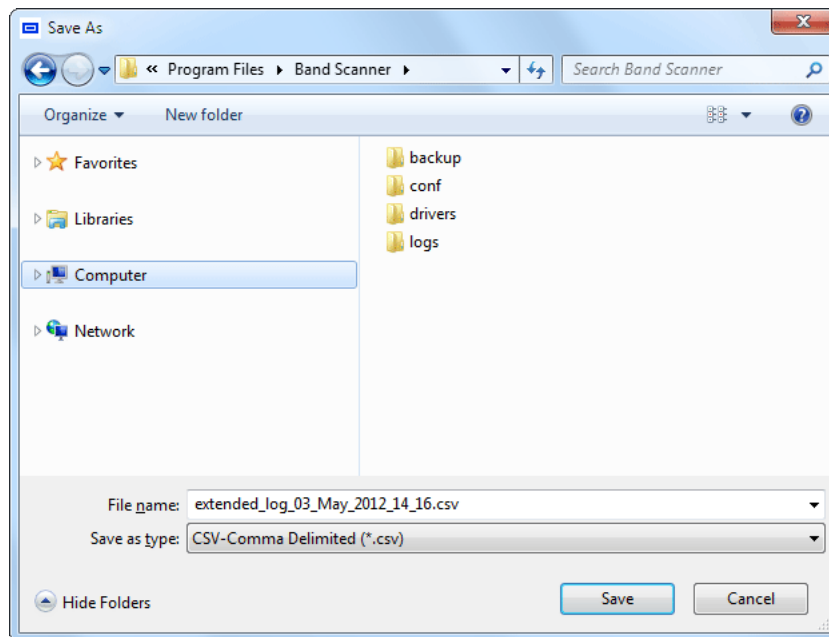 Save As
« Program Files Band Scanner Search Band Scanner
Organize New folder
Favorites
Libraries
Computer
Network
backup
conf
drivers
logs
File name: extended_log_03_May_2012_14_16.csv
Save as type: CSV-Comma Delimited (*.csv)
Hide Folders Save Cancel